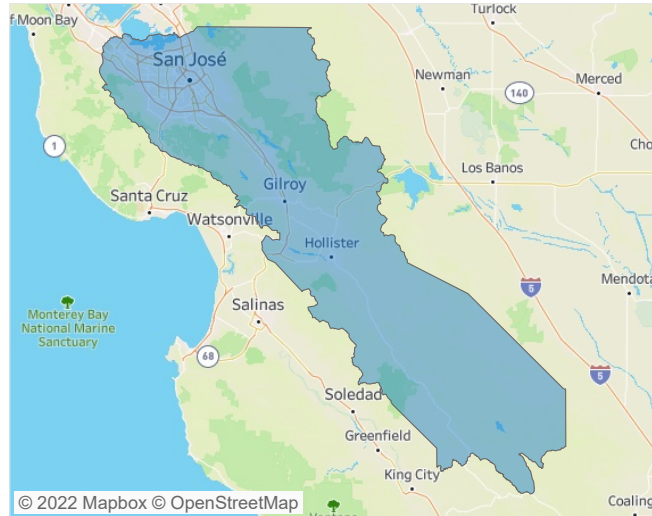 f Moon Bay
Turlock
San José
Newman
Merced
140
1
Cho
Los Banos
Santa Cruz
Gilroy
Watsonville
Hollister
5
Mendota
Monterey Bay
National Marine
Sanctuary
Salinas
68
5
Soledad
Greenfield
King City
Coaling
© 2022 Mapbox © OpenStreetMap